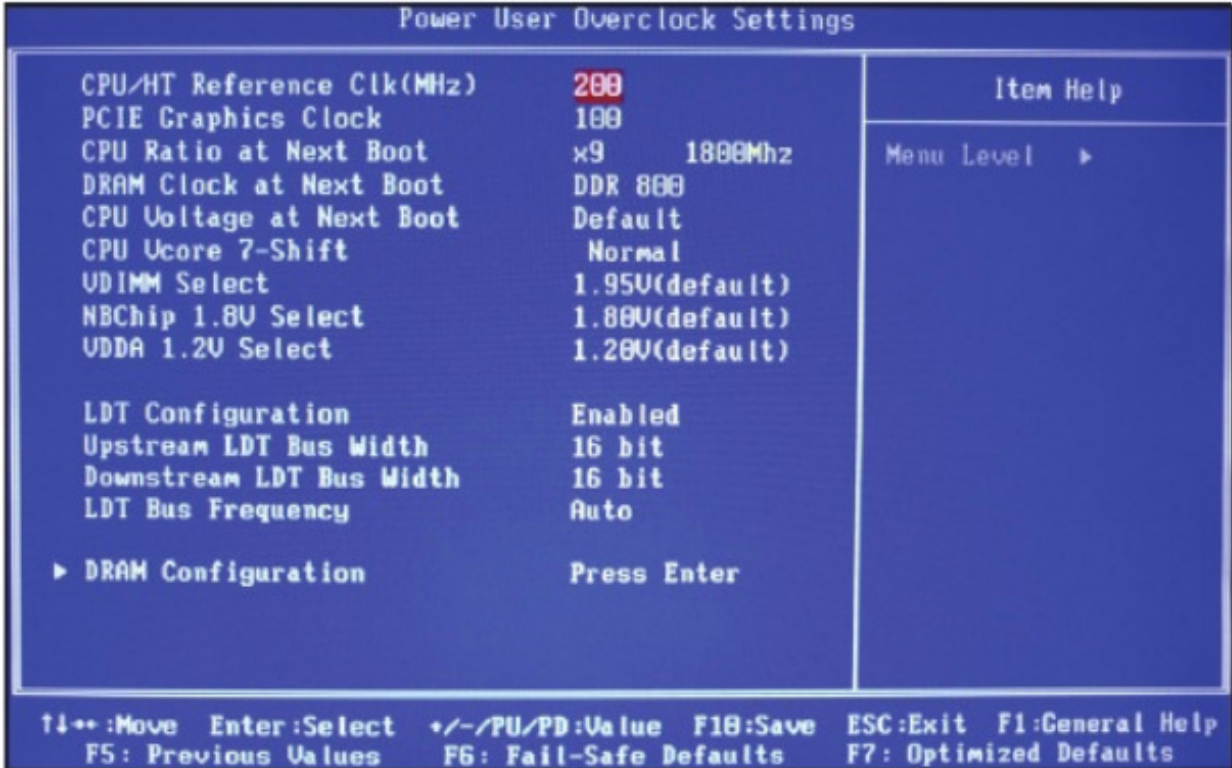 Power User Overclock Settings
CPU/HT Reference Clk(MHz) 200
PCIE Graphics Clock 100
CPU Ratio at Next Boot x9 1800Mhz
DRAM Clock at Next Boot DDR 800
CPU Voltage at Next Boot Default
CPU Vcore 7-Shift Normal
VDIMM Select 1.95V(default)
NBChip 1.8V Select 1.80V(default)
VDDA 1.2V Select 1.20V(default)
LDT Configuration Enabled
Upstream LDT Bus Width 16 bit
Downstream LDT Bus Width 16 bit
LDT Bus Frequency Auto
▶ DRAM Configuration Press Enter
Item Help
Menu Level ▶
↑↓→←:Move Enter:Select +/-/PU/PD:Value F10:Save ESC:Exit F1:General Help
F5: Previous Values F6: Fail-Safe Defaults F7: Optimized Defaults